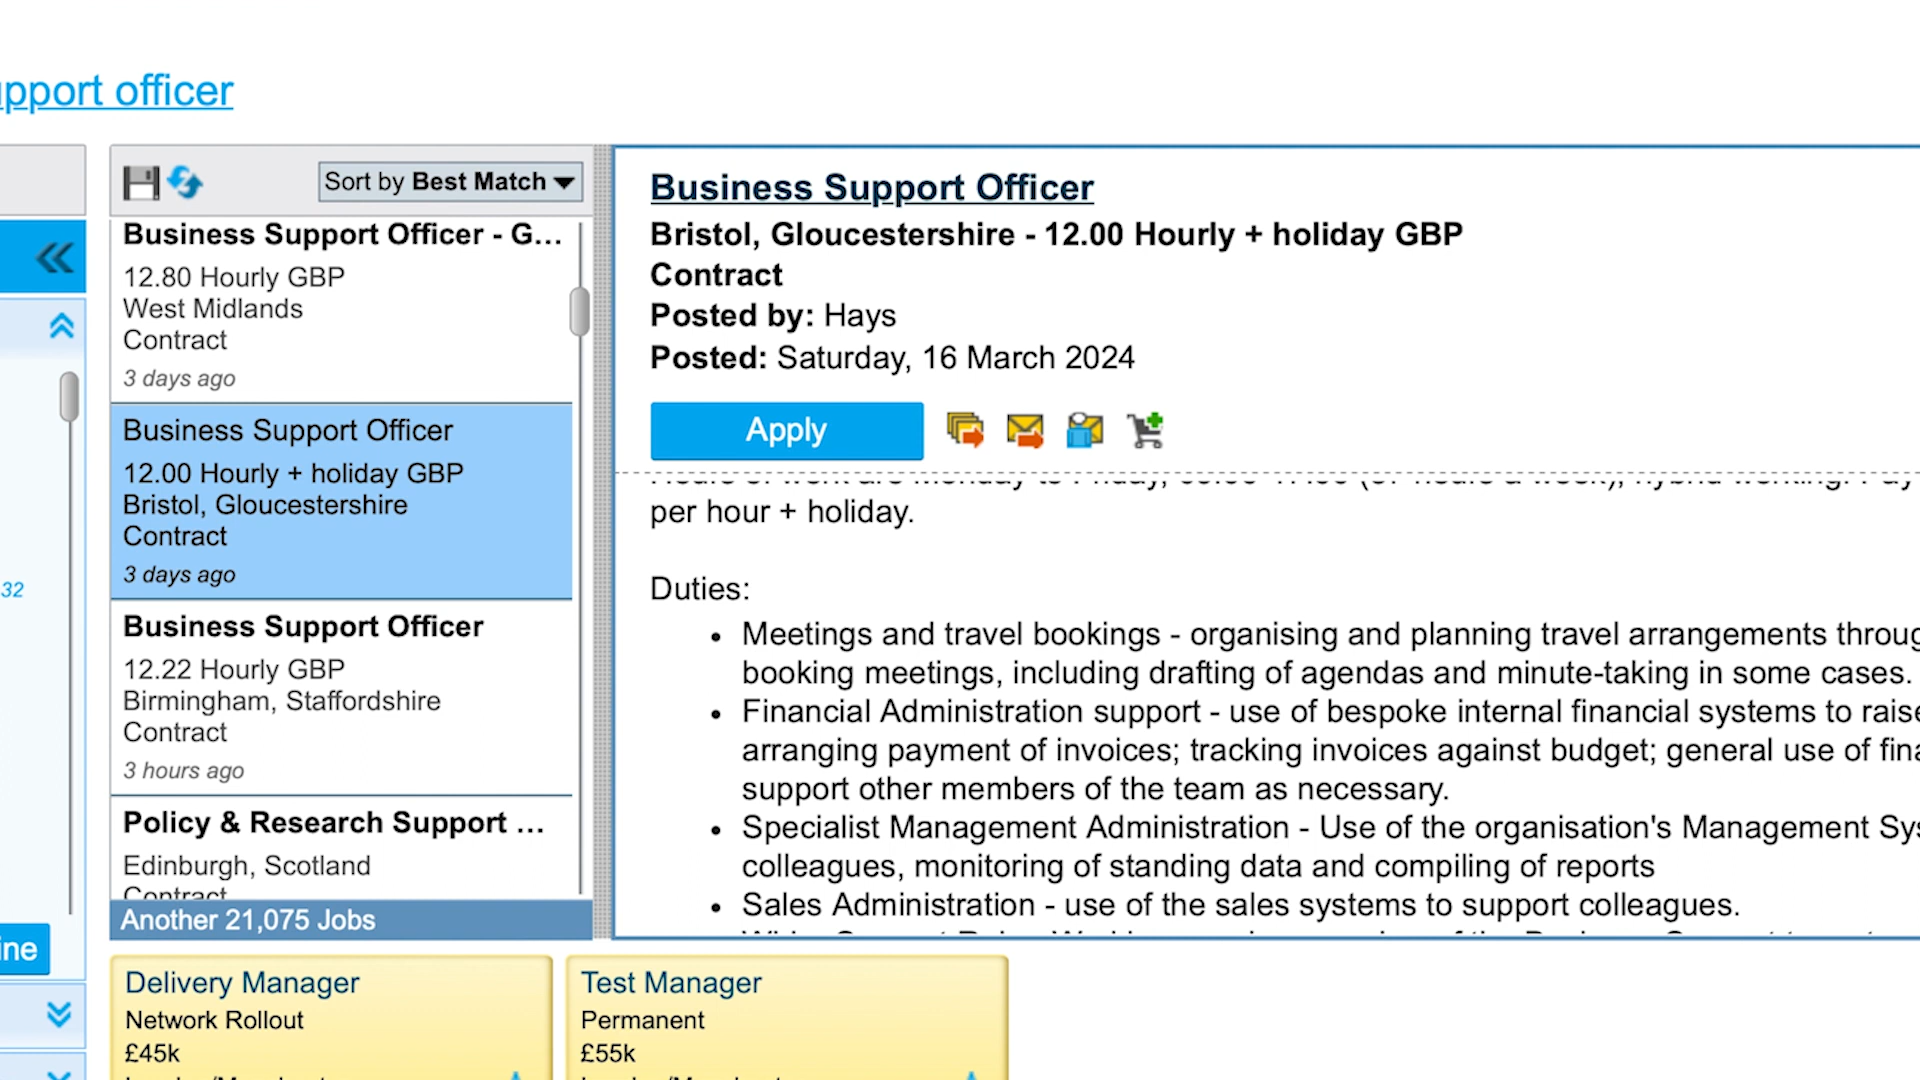 pport officer
Sort by Best Match
Business Support Officer - G...
12.80 Hourly GBP
West Midlands
Contract
3 days ago
Business Support Officer
12.00 Hourly + holiday GBP
Bristol, Gloucestershire
Contract
3 days ago
Business Support Officer
12.22 Hourly GBP
Birmingham, Staffordshire
Contract
3 hours ago
Policy & Research Support ...
Edinburgh, Scotland
Contract
Another 21,075 Jobs
32
ine
Business Support Officer
Bristol, Gloucestershire - 12.00 Hourly + holiday GBP
Contract
Posted by: Hays
Posted: Saturday, 16 March 2024
Apply
per hour + holiday.
Duties:
• Meetings and travel bookings - organising and planning travel arrangements throug
booking meetings, including drafting of agendas and minute-taking in some cases.
• Financial Administration support - use of bespoke internal financial systems to raise
arranging payment of invoices; tracking invoices against budget; general use of fina
support other members of the team as necessary.
• Specialist Management Administration - Use of the organisation's Management Sys
colleagues, monitoring of standing data and compiling of reports
• Sales Administration - use of the sales systems to support colleagues.
Delivery Manager
Network Rollout
£45k
Test Manager
Permanent
£55k